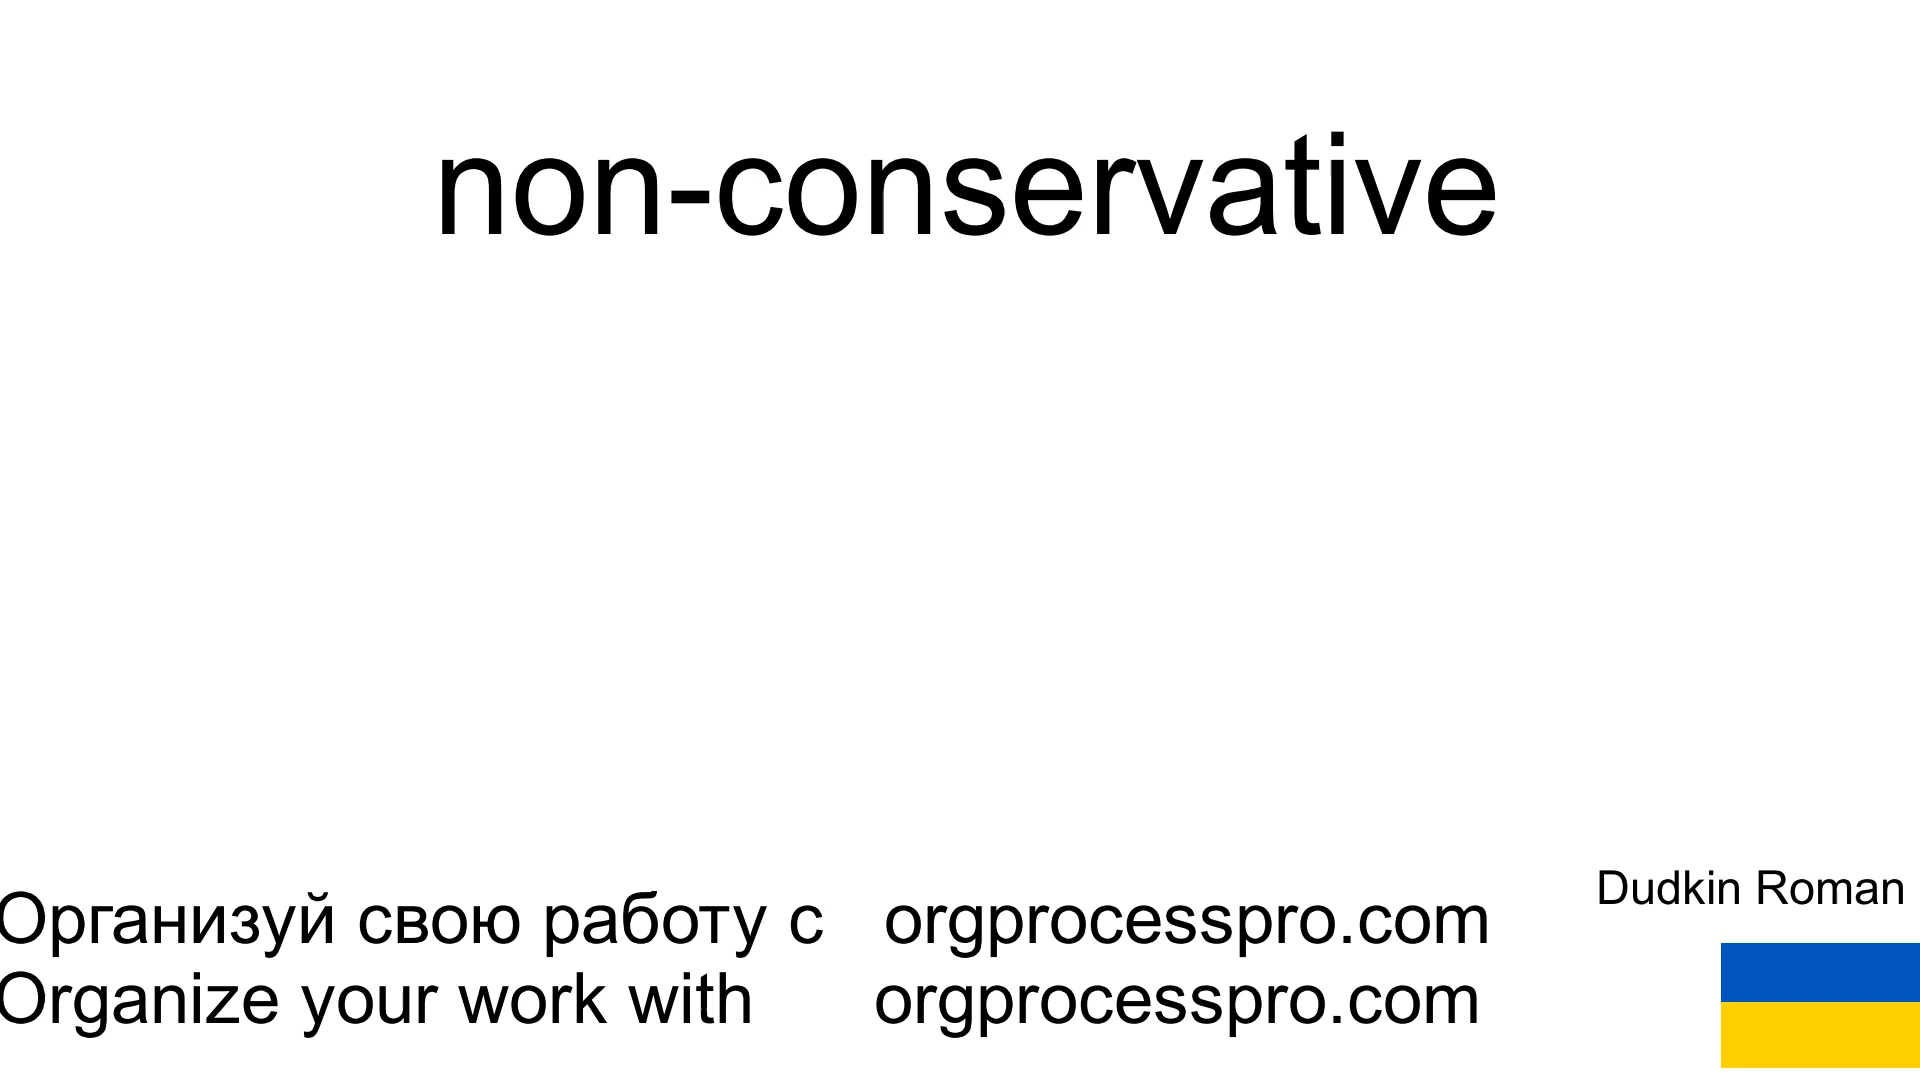 non-conservative
Dudkin Roman
Организуй свою работу с orgprocesspro.com
Organize your work with orgprocesspro.com